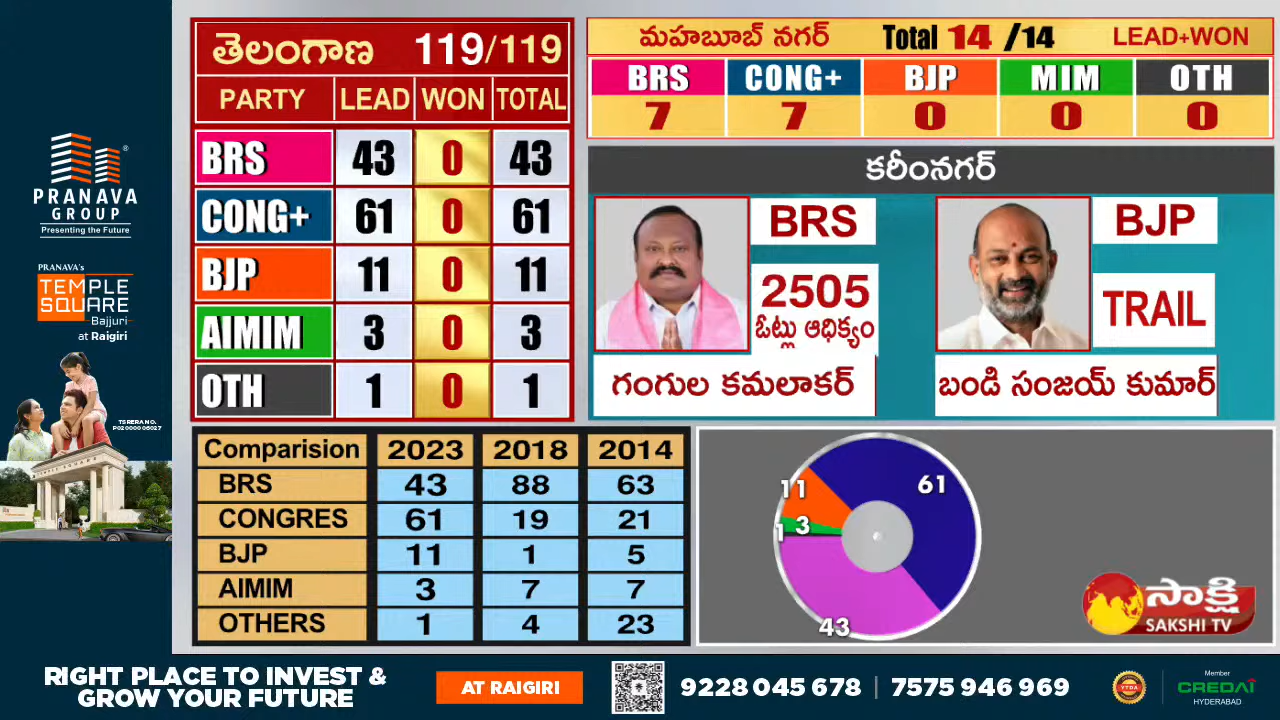 PRANAVA
GROUP
Presenting the Future
PRANAVA's
TEMPLE
SQUARE
Bajjuri
at Raigiri
తెలంగాణ 119/119
PARTY LEAD WON TOTAL
BRS 43 0 43
CONG+ 61 0 61
BJP 11 0 11
AIMIM 3 0 3
OTH 1 0 1
మహబూబ్ నగర్ Total 14 /14 LEAD+WON
BRS CONG+ BJP MIM OTH
7 7 0 0 0
కరీంనగర్
BRS
2505
ఓట్లు ఆధిక్యం
గంగుల కమలాకర్
BJP
TRAIL
బండి సంజయ్ కుమార్
Comparision 2023 2018 2014
BRS 43 88 63
CONGRES 61 19 21
BJP 11 1 5
AIMIM 3 7 7
OTHERS 1 4 23
61
11
3
1
43
సాక్షి
SAKSHI TV
RIGHT PLACE TO INVEST &
GROW YOUR FUTURE
AT RAIGIRI
9228 045 678 | 7575 946 969
YTDA
Member
CREDAI
HYDERABAD